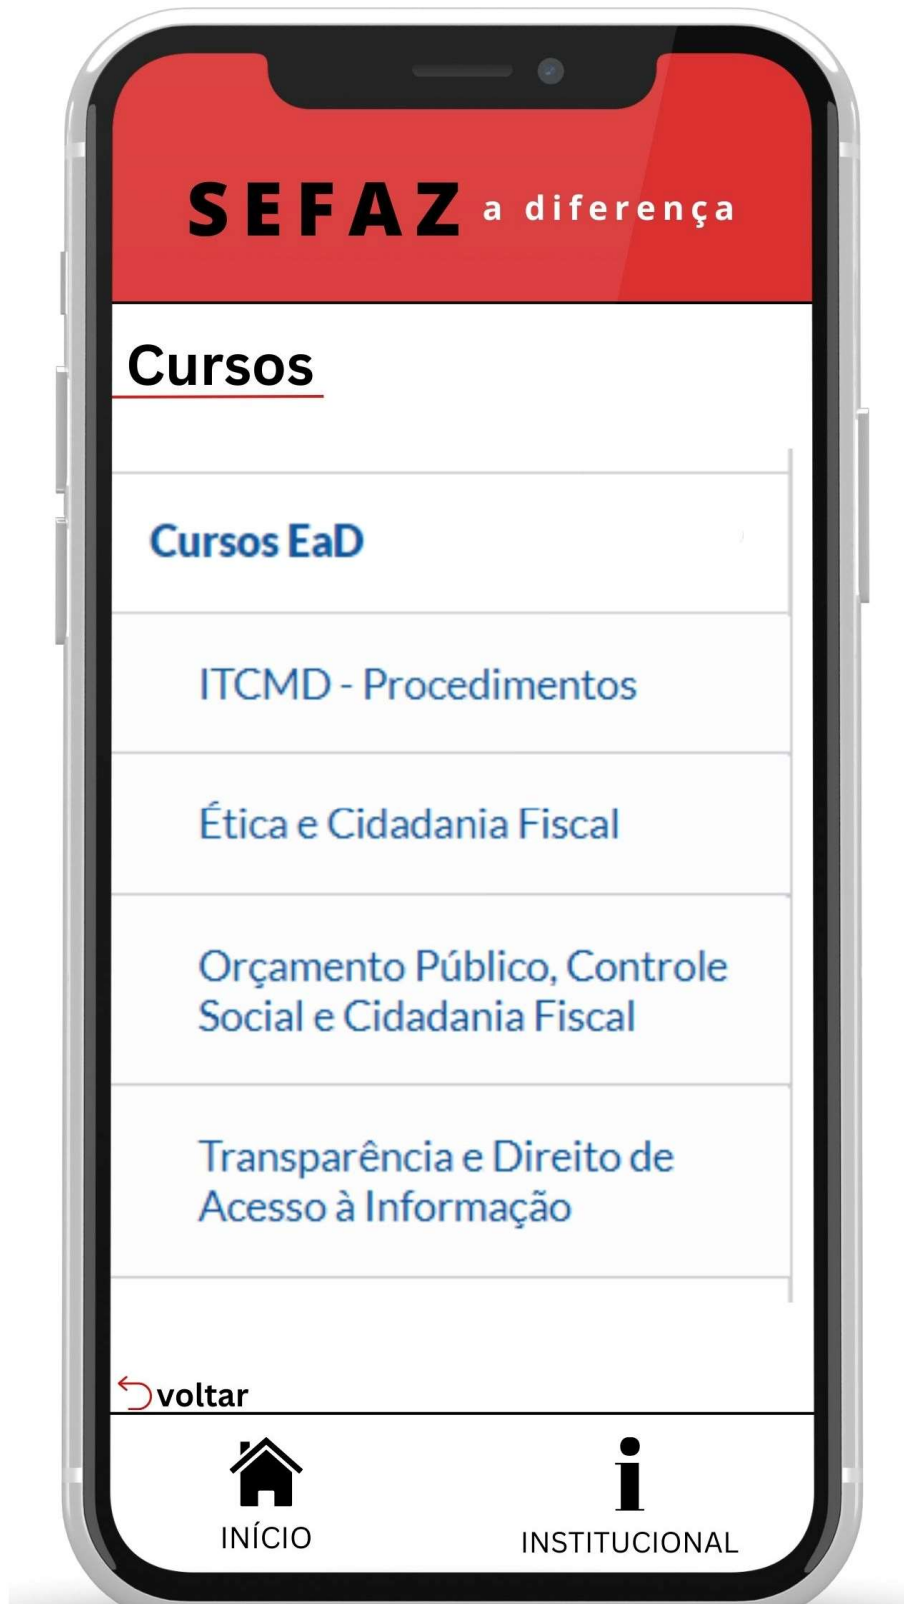 SEFAZ a diferença
Cursos
Cursos EaD
ITCMD - Procedimentos
Ética e Cidadania Fiscal
Orçamento Público, Controle
Social e Cidadania Fiscal
Transparência e Direito de
Acesso à Informação
voltar
INÍCIO
INSTITUCIONAL